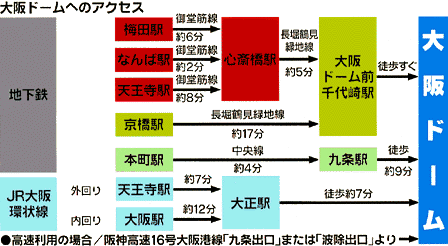 大阪ドームへのアクセス
地下鉄
梅田駅
御堂筋線
約6分
なんば駅
御堂筋線
約2分
天王寺駅
御堂筋線
約8分
心斎橋駅
長堀鶴見
緑地線
約5分
大阪
ドーム前
千代崎駅
徒歩すぐ
京橋駅
長堀鶴見緑地線
約17分
本町駅
中央線
約4分
九条駅
徒歩
約9分
JR大阪
環状線
外回り
天王寺駅
約7分
内回り
大阪駅
約12分
大正駅
徒歩約7分
大阪ドーム
●高速利用の場合/阪神高速16号大阪港線「九条出口」または「波除出口」より